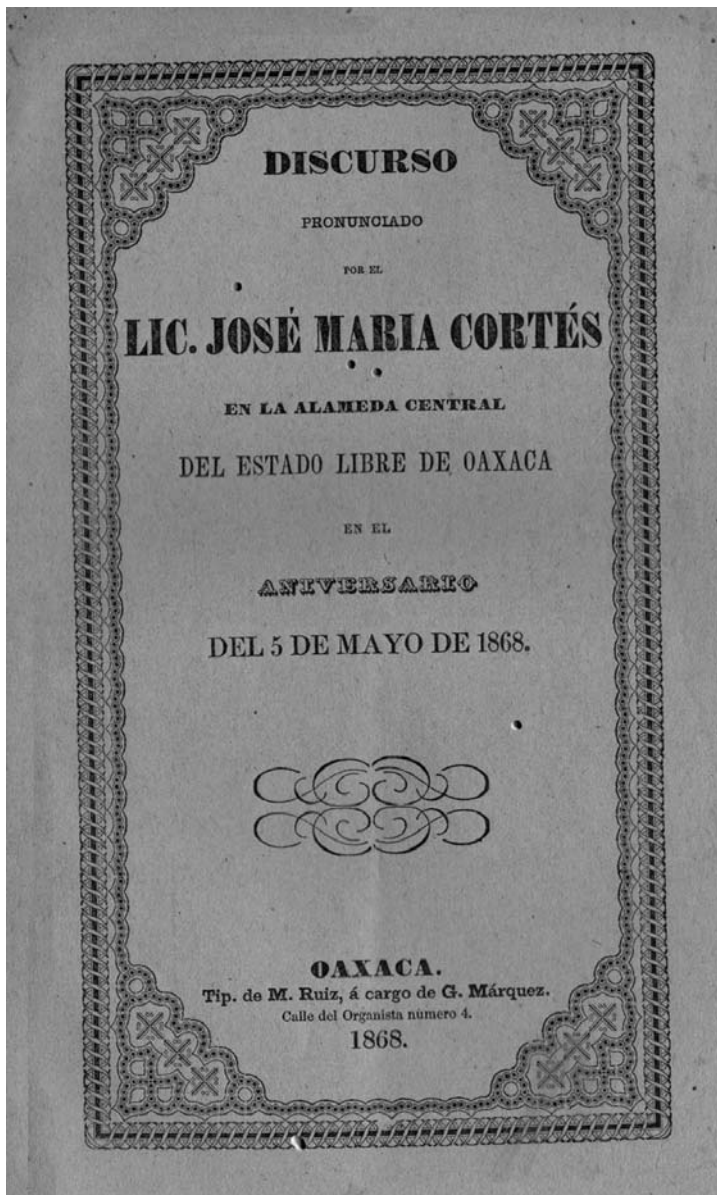 DISCURSO
PRONUNCIADO
POR EL
LIC. JOSÉ MARIA CORTÉS
EN LA ALAMEDA CENTRAL
DEL ESTADO LIBRE DE OAXACA
EN EL
ANIVERSARIO
DEL 5 DE MAYO DE 1868.
OAXACA.
Tip. de M. Ruiz, á cargo de G. Márquez.
Calle del Organista número 4.
1868.